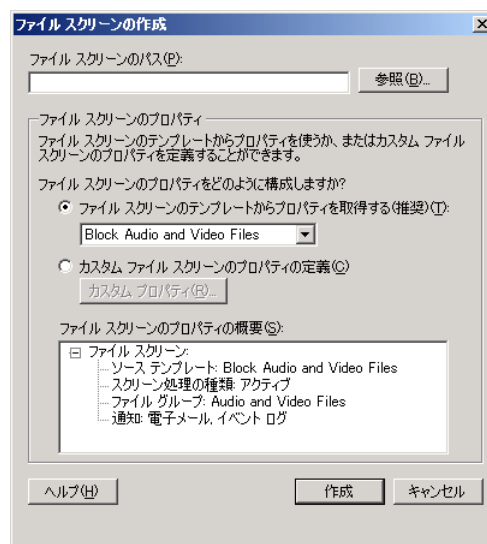 ファイル スクリーンの作成
ファイル スクリーンのパス(P):
参照(B)...
ファイル スクリーンのプロパティ
ファイル スクリーンのテンプレートからプロパティを使うか、またはカスタム ファイル
スクリーンのプロパティを定義することができます。
ファイル スクリーンのプロパティをどのように構成しますか?
ファイル スクリーンのテンプレートからプロパティを取得する(推奨)(T):
Block Audio and Video Files
カスタム ファイル スクリーンのプロパティの定義(C)
カスタム プロパティ(R)...
ファイル スクリーンのプロパティの概要(S):
ファイル スクリーン:
ソース テンプレート: Block Audio and Video Files
スクリーン処理の種類: アクティブ
ファイル グループ: Audio and Video Files
通知: 電子メール, イベント ログ
ヘルプ(H)
作成
キャンセル